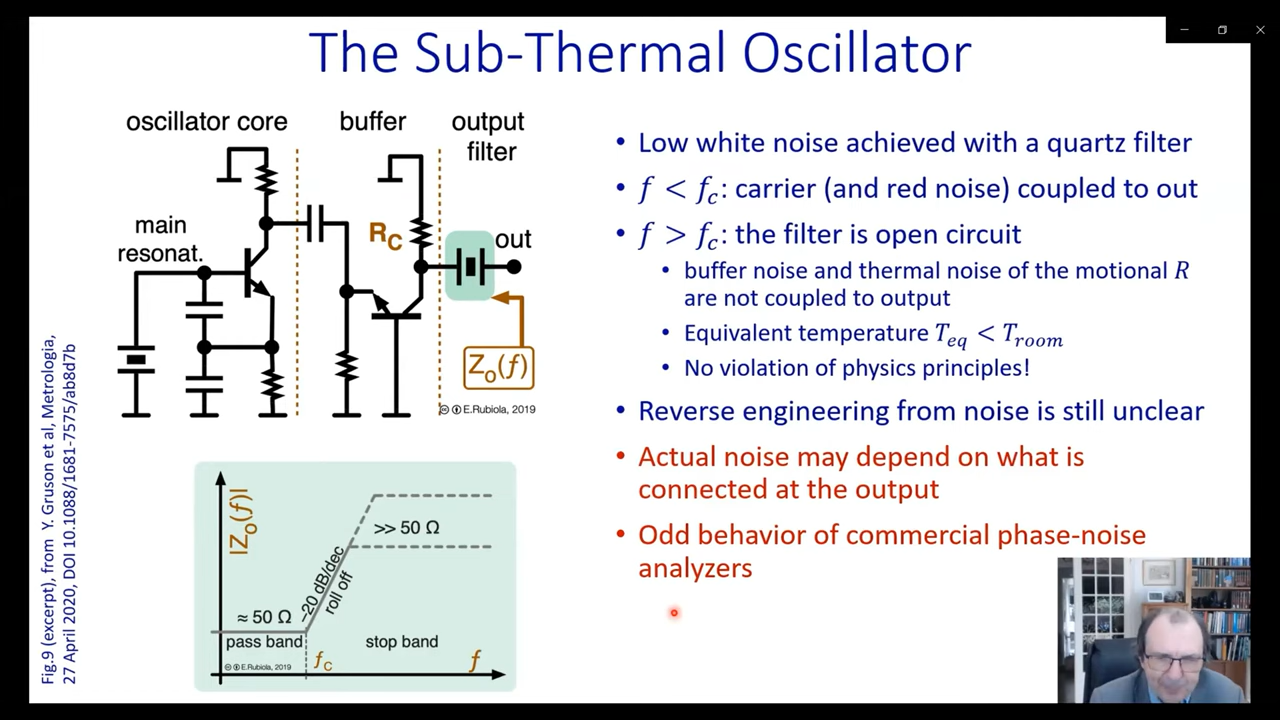 The Sub-Thermal Oscillator
oscillator core
buffer
output
filter
main
resonat.
R_C
out
Z_o(f)
E.Rubiola, 2019
Fig.9 (excerpt), from Y. Gruson et al, Metrologia,
27 April 2020, DOI 10.1088/1681-7575/ab8d7b
|Z_o(f)|
≈ 50 Ω
−20 dB/dec
roll off
>> 50 Ω
pass band
stop band
f_c
f
E.Rubiola, 2019
• Low white noise achieved with a quartz filter
• f < f_c: carrier (and red noise) coupled to out
• f > f_c: the filter is open circuit
• buffer noise and thermal noise of the motional R
are not coupled to output
• Equivalent temperature T_eq < T_room
• No violation of physics principles!
• Reverse engineering from noise is still unclear
• Actual noise may depend on what is
connected at the output
• Odd behavior of commercial phase-noise
analyzers